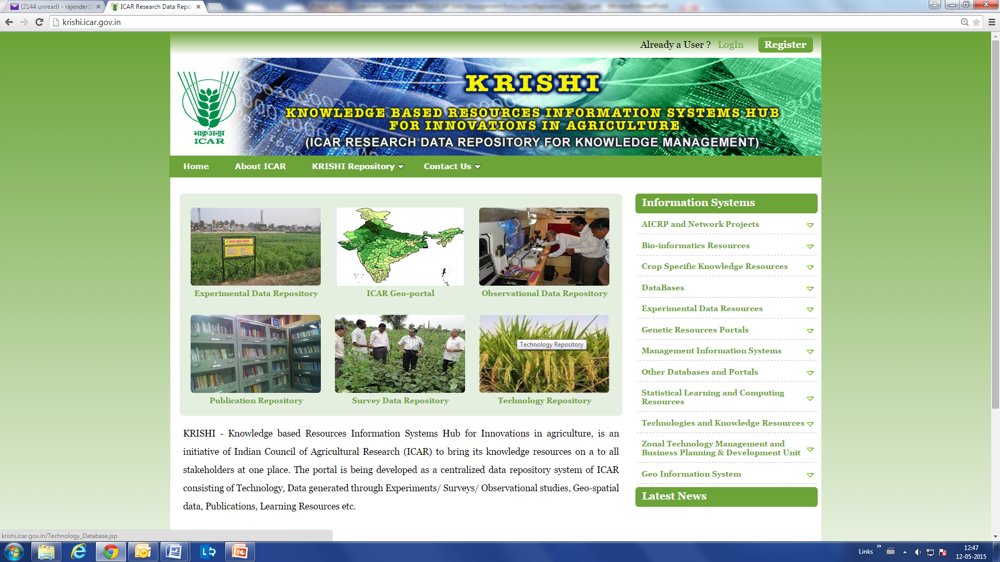 (2144 unread) - rajender1
ICAR Research Data Repo
krishi.icar.gov.in
Already a User ? LogIn Register
KRISHI
KNOWLEDGE BASED RESOURCES INFORMATION SYSTEMS HUB
FOR INNOVATIONS IN AGRICULTURE
(ICAR RESEARCH DATA REPOSITORY FOR KNOWLEDGE MANAGEMENT)
भाकृअनुप
ICAR
Home About ICAR KRISHI Repository Contact Us
Experimental Data Repository ICAR Geo-portal Observational Data Repository
Technology Repository
Publication Repository Survey Data Repository Technology Repository
KRISHI - Knowledge based Resources Information Systems Hub for Innovations in agriculture, is an
initiative of Indian Council of Agricultural Research (ICAR) to bring its knowledge resources on a to all
stakeholders at one place. The portal is being developed as a centralized data repository system of ICAR
consisting of Technology, Data generated through Experiments/ Surveys/ Observational studies, Geo-spatial
data, Publications, Learning Resources etc.
Information Systems
AICRP and Network Projects
Bio-informatics Resources
Crop Specific Knowledge Resources
DataBases
Experimental Data Resources
Genetic Resources Portals
Management Information Systems
Other Databases and Portals
Statistical Learning and Computing
Resources
Technologies and Knowledge Resources
Zonal Technology Management and
Business Planning & Development Unit
Geo Information System
Latest News
krishi.icar.gov.in/Technology_Database.jsp
Links
12:47
12-05-2015